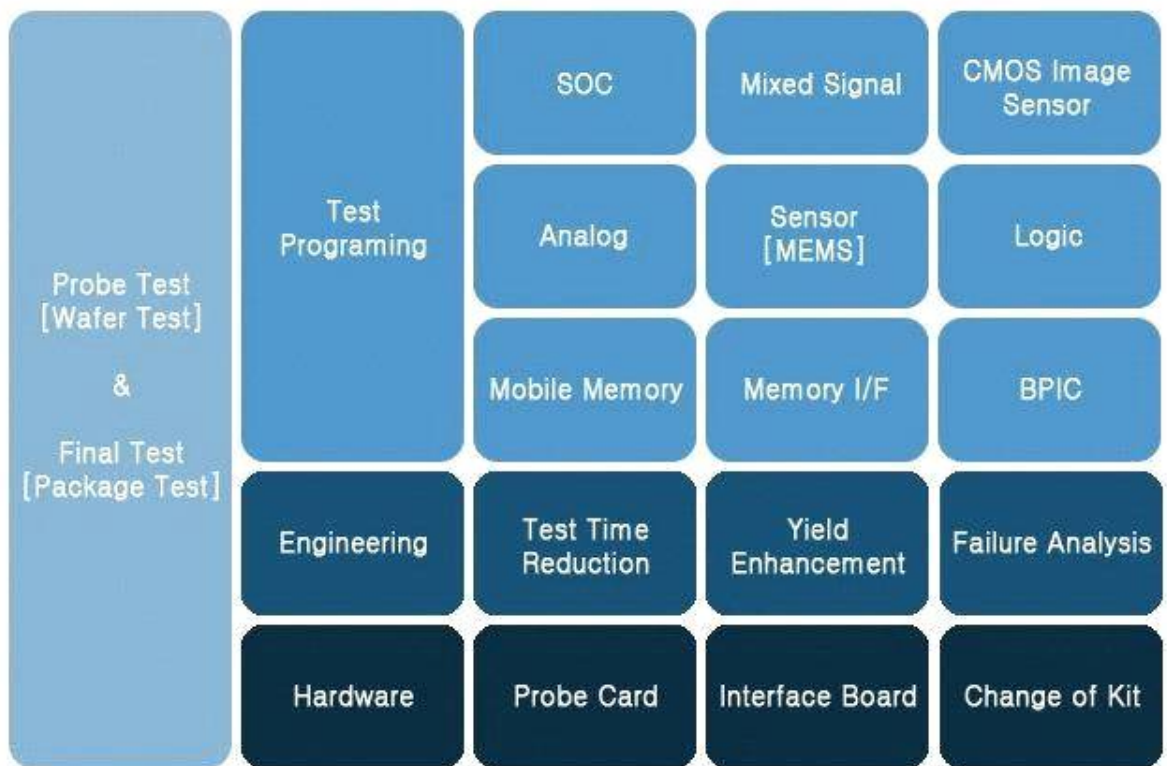 Probe Test
[Wafer Test]
&
Final Test
[Package Test]
Test
Programing
SOC
Mixed Signal
CMOS Image
Sensor
Analog
Sensor
[MEMS]
Logic
Mobile Memory
Memory I/F
BPIC
Engineering
Test Time
Reduction
Yield
Enhancement
Failure Analysis
Hardware
Probe Card
Interface Board
Change of Kit